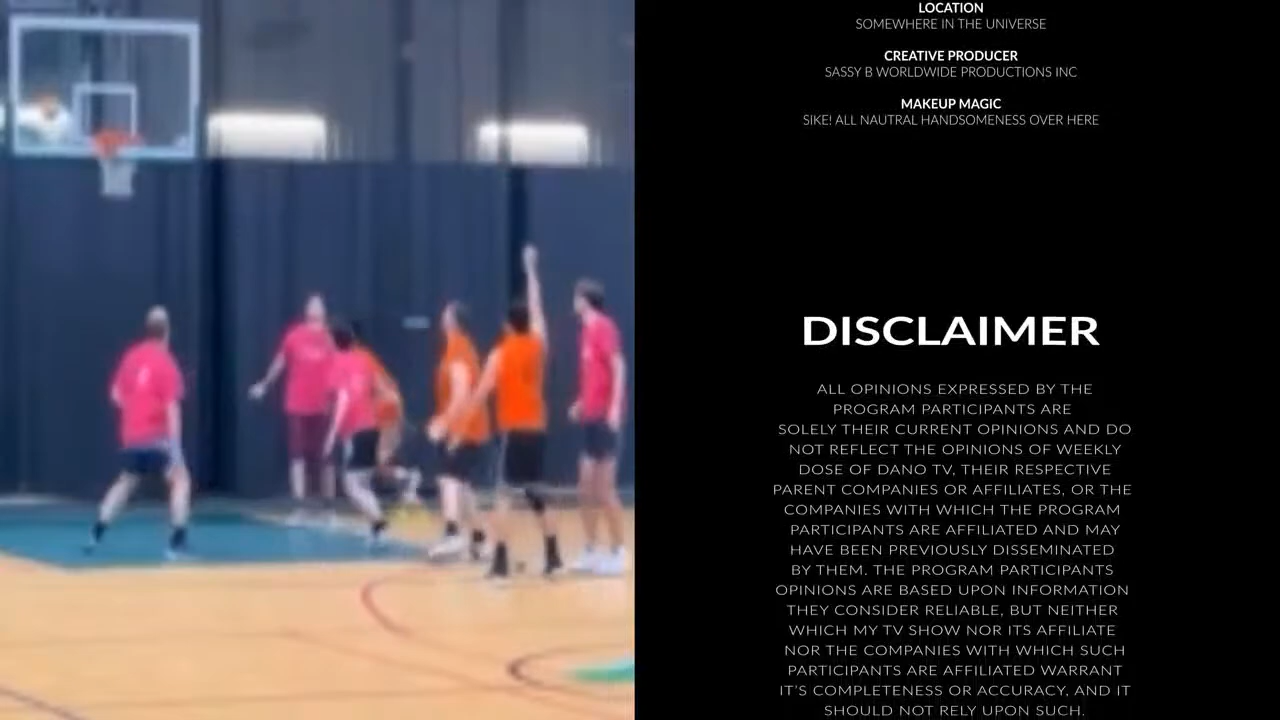 LOCATION
SOMEWHERE IN THE UNIVERSE
CREATIVE PRODUCER
SASSY B WORLDWIDE PRODUCTIONS INC
MAKEUP MAGIC
SIKE! ALL NAUTRAL HANDSOMENESS OVER HERE
DISCLAIMER
ALL OPINIONS EXPRESSED BY THE
PROGRAM PARTICIPANTS ARE
SOLELY THEIR CURRENT OPINIONS AND DO
NOT REFLECT THE OPINIONS OF WEEKLY
DOSE OF DANO TV, THEIR RESPECTIVE
PARENT COMPANIES OR AFFILIATES, OR THE
COMPANIES WITH WHICH THE PROGRAM
PARTICIPANTS ARE AFFILIATED AND MAY
HAVE BEEN PREVIOUSLY DISSEMINATED
BY THEM. THE PROGRAM PARTICIPANTS
OPINIONS ARE BASED UPON INFORMATION
THEY CONSIDER RELIABLE, BUT NEITHER
WHICH MY TV SHOW NOR ITS AFFILIATE
NOR THE COMPANIES WITH WHICH SUCH
PARTICIPANTS ARE AFFILIATED WARRANT
IT'S COMPLETENESS OR ACCURACY, AND IT
SHOULD NOT RELY UPON SUCH.